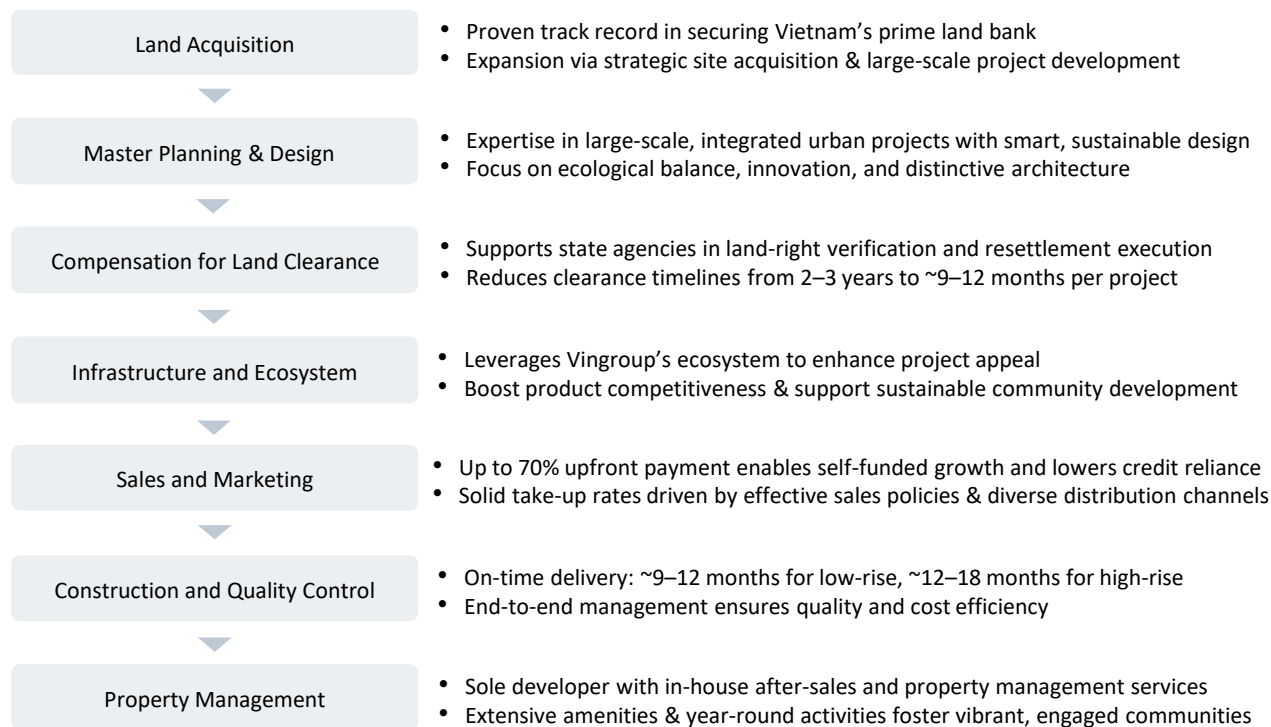 Land Acquisition
• Proven track record in securing Vietnam’s prime land bank
• Expansion via strategic site acquisition & large-scale project development
Master Planning & Design
• Expertise in large-scale, integrated urban projects with smart, sustainable design
• Focus on ecological balance, innovation, and distinctive architecture
Compensation for Land Clearance
• Supports state agencies in land-right verification and resettlement execution
• Reduces clearance timelines from 2–3 years to ~9–12 months per project
Infrastructure and Ecosystem
• Leverages Vingroup’s ecosystem to enhance project appeal
• Boost product competitiveness & support sustainable community development
Sales and Marketing
• Up to 70% upfront payment enables self-funded growth and lowers credit reliance
• Solid take-up rates driven by effective sales policies & diverse distribution channels
Construction and Quality Control
• On-time delivery: ~9–12 months for low-rise, ~12–18 months for high-rise
• End-to-end management ensures quality and cost efficiency
Property Management
• Sole developer with in-house after-sales and property management services
• Extensive amenities & year-round activities foster vibrant, engaged communities